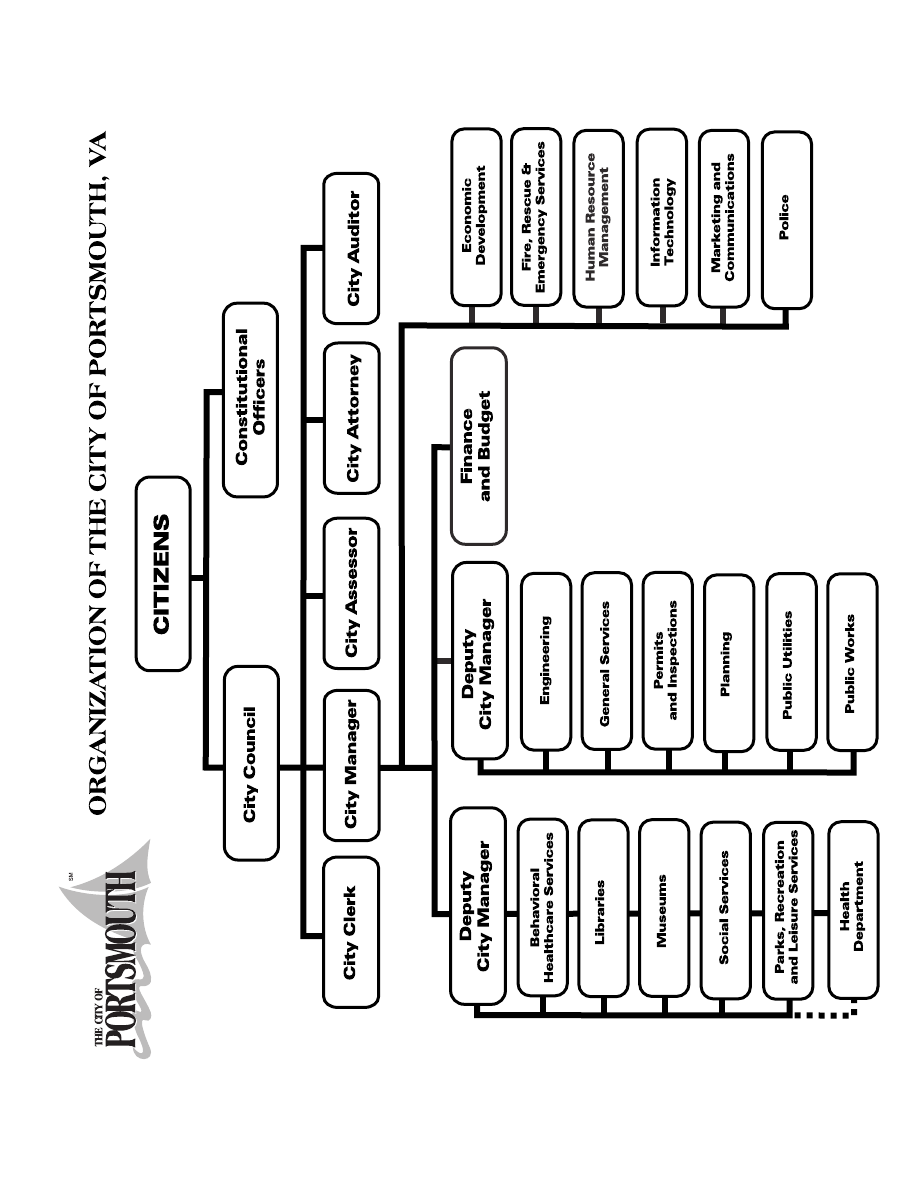 THE CITY OF
PORTSMOUTH
SM
ORGANIZATION OF THE CITY OF PORTSMOUTH, VA
CITIZENS
City Council
Constitutional
Officers
City Clerk
City Manager
City Assessor
City Attorney
City Auditor
Deputy
City Manager
Behavioral
Healthcare Services
Libraries
Museums
Social Services
Parks, Recreation
and Leisure Services
Health
Department
Deputy
City Manager
Engineering
General Services
Permits
and Inspections
Planning
Public Utilities
Public Works
Finance
and Budget
Economic
Development
Fire, Rescue &
Emergency Services
Human Resource
Management
Information
Technology
Marketing and
Communications
Police